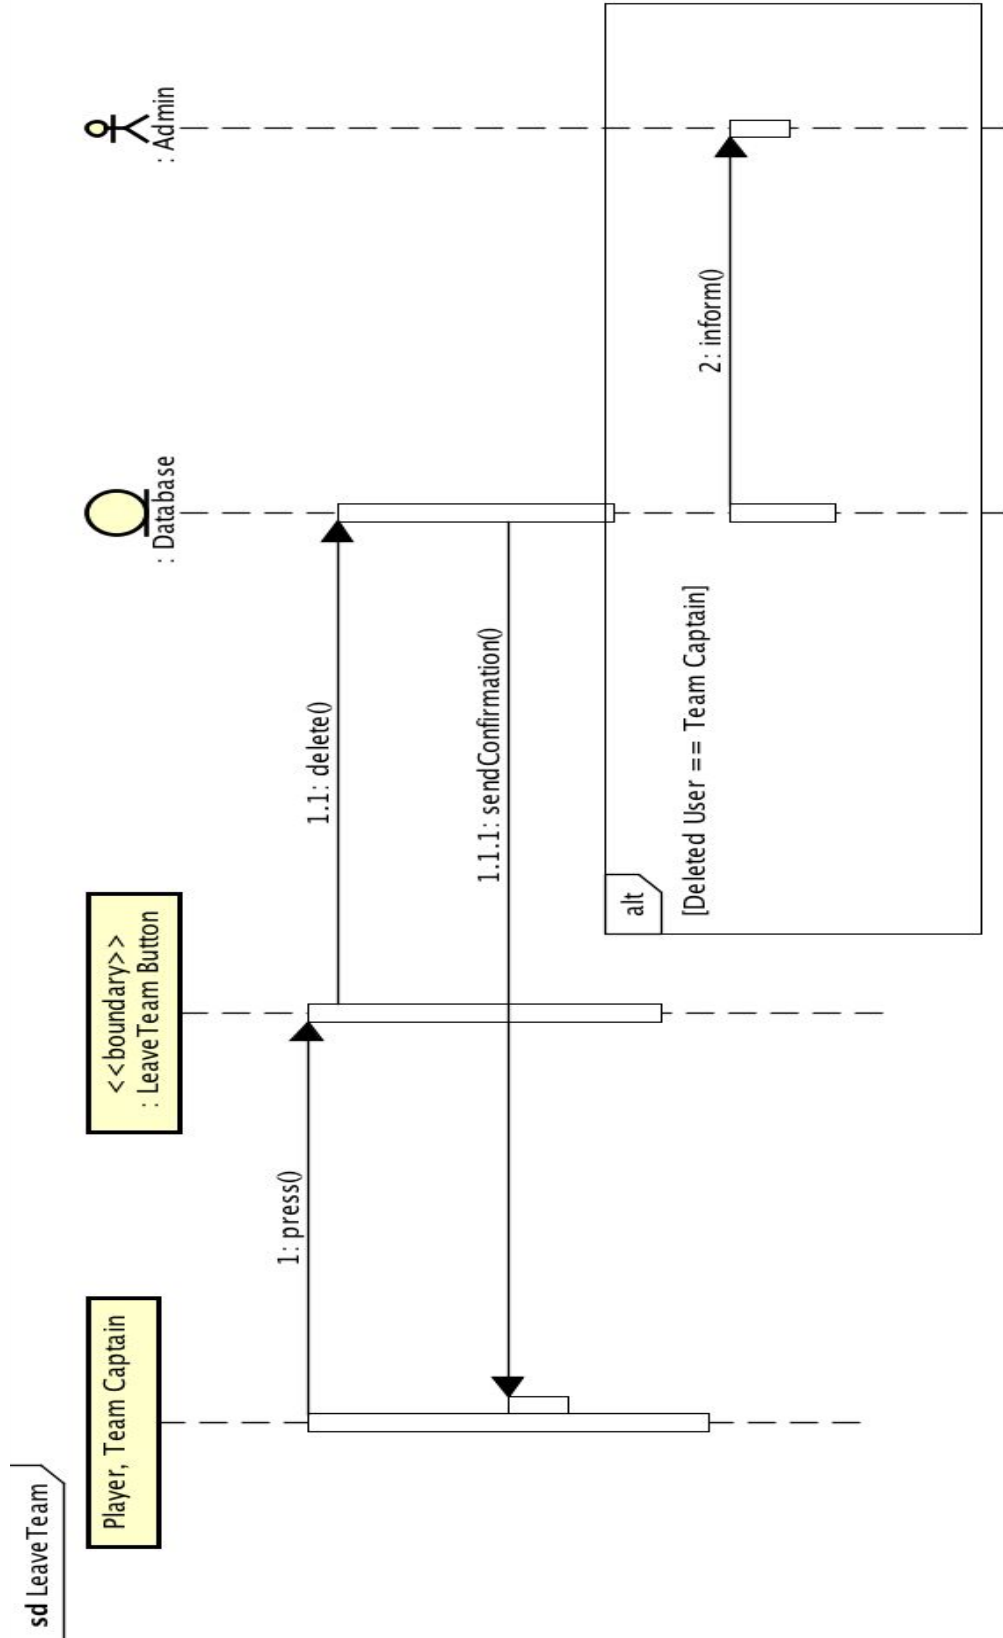 sd LeaveTeam
Player, Team Captain
<<boundary>>
: LeaveTeam Button
: Database
: Admin
1: press()
1.1: delete()
1.1.1: sendConfirmation()
alt
[Deleted User == Team Captain]
2: inform()